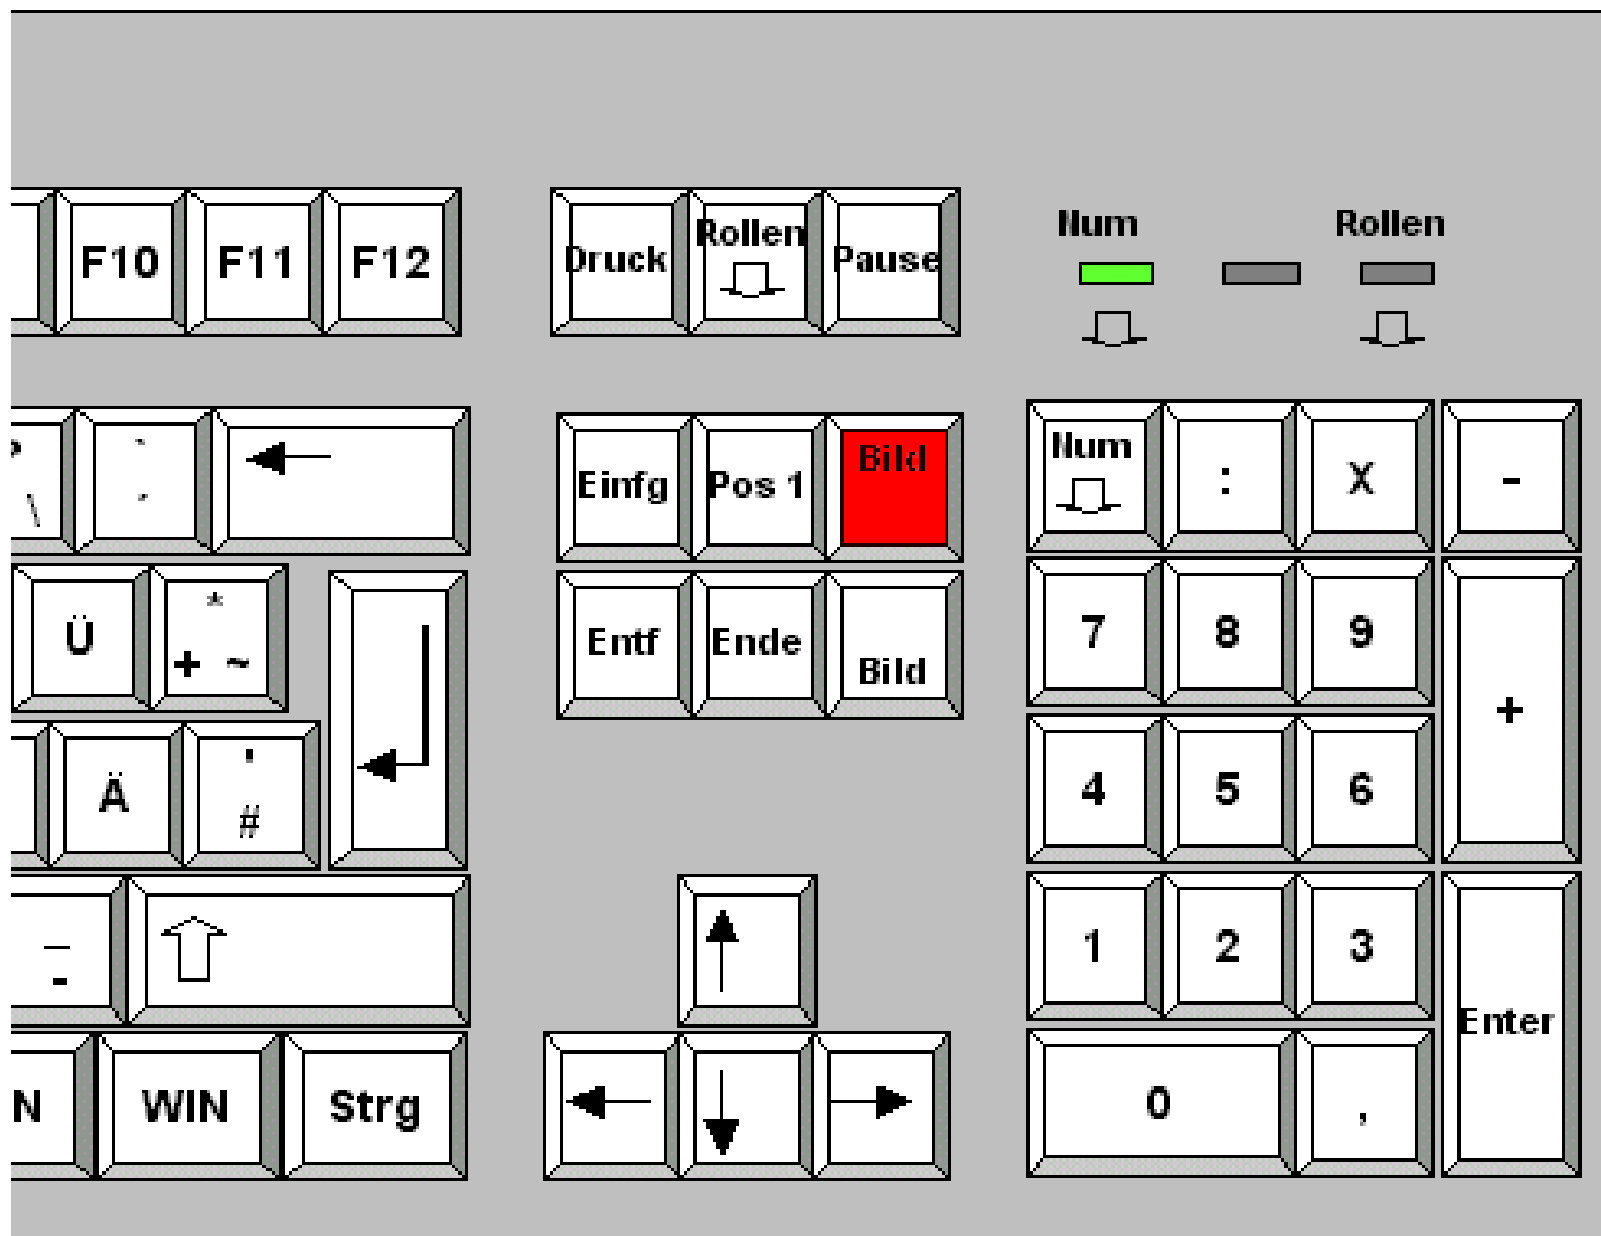 Num Rollen
F10 F11 F12 Druck Rollen Pause
Einfg Pos 1 Bild Num : X -
\ ` ´
Ü * + ~ Entf Ende Bild 7 8 9
+
Ä ' # 4 5 6
_ - 1 2 3
Enter
N WIN Strg 0 ,